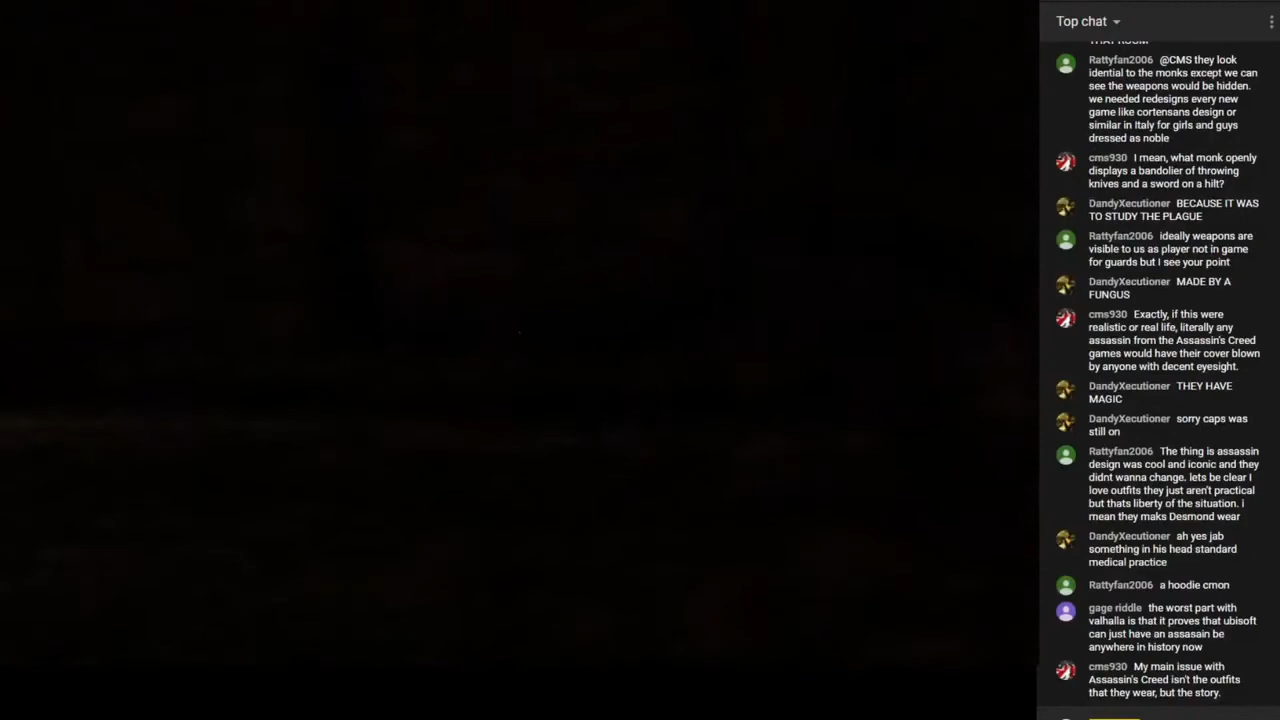 Top chat
THAT ROOM
Rattyfan2006 @CMS they look
idential to the monks except we can
see the weapons would be hidden.
we needed redesigns every new
game like cortensans design or
similar in Italy for girls and guys
dressed as noble
cms930 I mean, what monk openly
displays a bandolier of throwing
knives and a sword on a hilt?
DandyXecutioner BECAUSE IT WAS
TO STUDY THE PLAGUE
Rattyfan2006 ideally weapons are
visible to us as player not in game
for guards but I see your point
DandyXecutioner MADE BY A
FUNGUS
cms930 Exactly, if this were
realistic or real life, literally any
assassin from the Assassin's Creed
games would have their cover blown
by anyone with decent eyesight.
DandyXecutioner THEY HAVE
MAGIC
DandyXecutioner sorry caps was
still on
Rattyfan2006 The thing is assassin
design was cool and iconic and they
didnt wanna change. lets be clear I
love outfits they just aren't practical
but thats liberty of the situation. i
mean they maks Desmond wear
DandyXecutioner ah yes jab
something in his head standard
medical practice
Rattyfan2006 a hoodie cmon
gage riddle the worst part with
valhalla is that it proves that ubisoft
can just have an assasain be
anywhere in history now
cms930 My main issue with
Assassin's Creed isn't the outfits
that they wear, but the story.